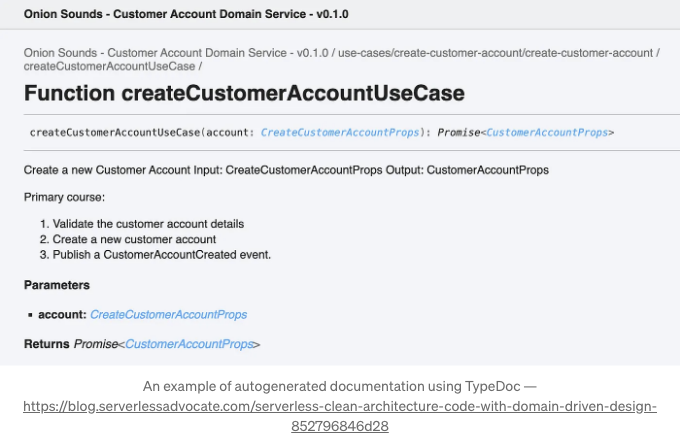 Onion Sounds - Customer Account Domain Service - v0.1.0
Onion Sounds - Customer Account Domain Service - v0.1.0 / use-cases/create-customer-account/create-customer-account /
createCustomerAccountUseCase /
Function createCustomerAccountUseCase
createCustomerAccountUseCase(account: CreateCustomerAccountProps): Promise<CustomerAccountProps>
Create a new Customer Account Input: CreateCustomerAccountProps Output: CustomerAccountProps
Primary course:
1. Validate the customer account details
2. Create a new customer account
3. Publish a CustomerAccountCreated event.
Parameters
▪ account: CreateCustomerAccountProps
Returns Promise<CustomerAccountProps>
An example of autogenerated documentation using TypeDoc —
https://blog.serverlessadvocate.com/serverless-clean-architecture-code-with-domain-driven-design-
852796846d28